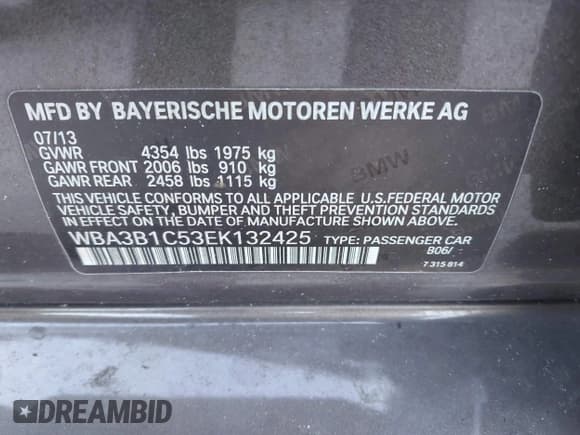 MFD BY BAYERISCHE MOTOREN WERKE AG
07/13
GVWR 4354 lbs 1975 kg
GAWR FRONT 2006 lbs 910 kg
GAWR REAR 2458 lbs 1115 kg
THIS VEHICLE CONFORMS TO ALL APPLICABLE U.S.FEDERAL MOTOR
VEHICLE SAFETY, BUMPER AND THEFT PREVENTION STANDARDS
IN EFFECT ON THE DATE OF MANUFACTURE SHOWN ABOVE.
WBA3B1C53EK132425 TYPE: PASSENGER CAR
B06/
7 315 814
BMW
DREAMBID